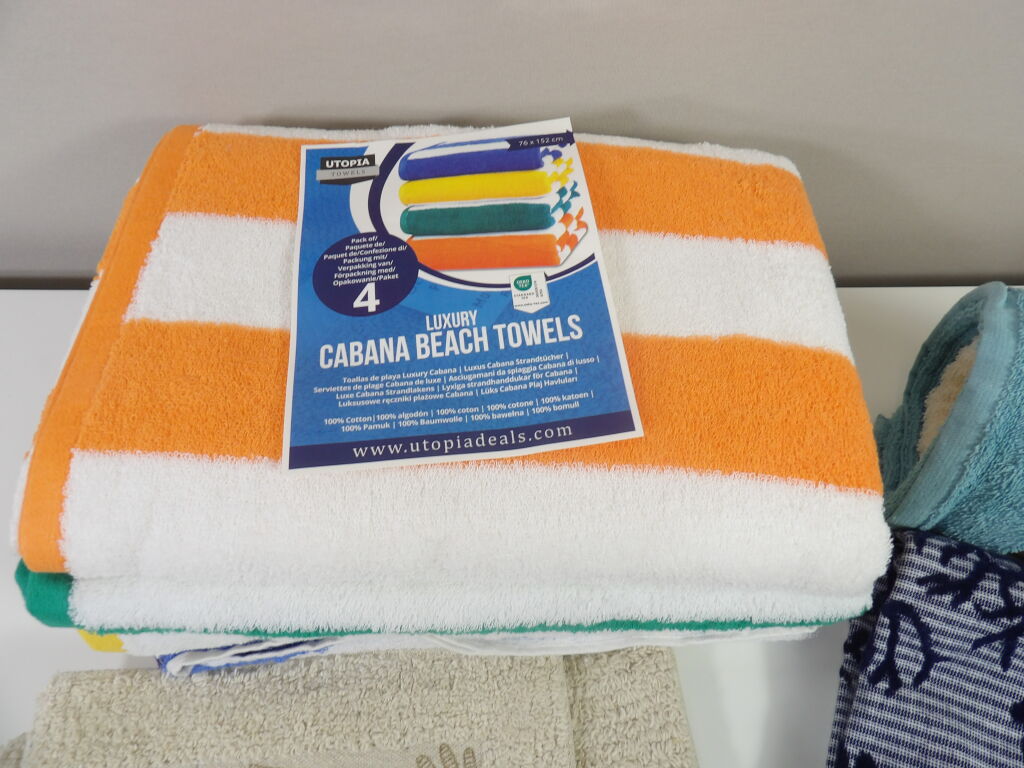 UTOPIA
TOWELS
76 x 152 cm
Pack of/
Paquete de/
Paquet de/Confezione di/
Packung mit/
Verpakking van/
Förpackning med/
Opakowanie/Paket
4
OEKO
TEX
STANDARD
100
LUXURY
CABANA BEACH TOWELS
Toallas de playa Luxury Cabana | Luxus Cabana Strandtücher |
Serviettes de plage Cabana de luxe | Asciugamani da spiaggia Cabana di lusso |
Luxe Cabana Strandlakens | Lyxiga strandhanddukar för Cabana |
Luksusowe ręczniki plażowe Cabana | Lüks Cabana Plaj Havluları
100% Cotton|100% algodón | 100% coton | 100% cotone | 100% katoen |
100% Pamuk | 100% Baumwolle | 100% bawełna | 100% bomull
www.utopiadeals.com